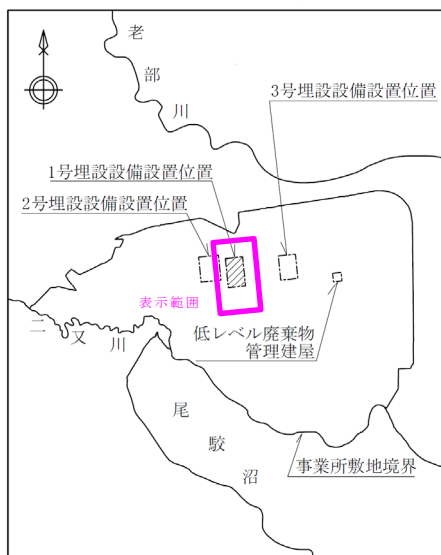 老部川
3号埋設設備設置位置
1号埋設設備設置位置
2号埋設設備設置位置
表示範囲
低レベル廃棄物
管理建屋
二又川
尾駮沼
事業所敷地境界